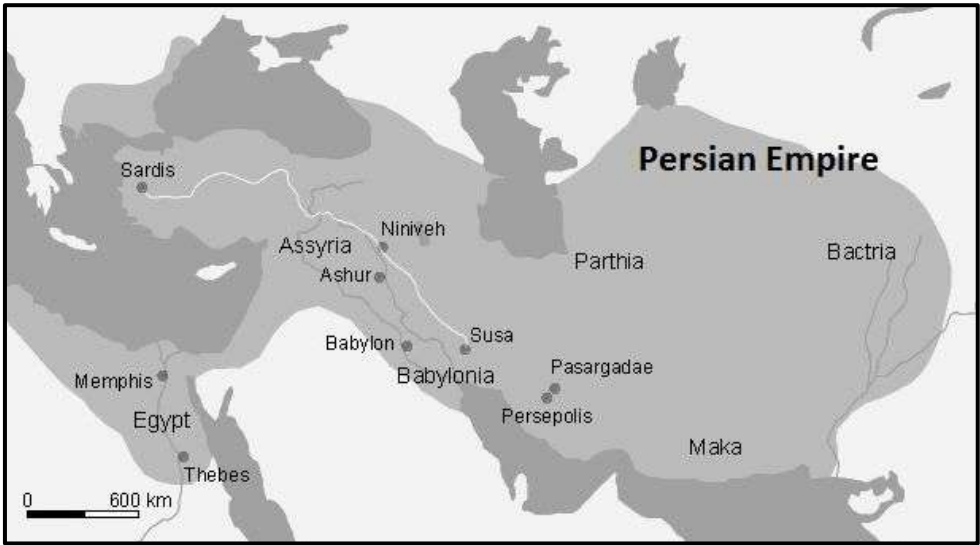 Persian Empire
Sardis
Niniveh
Assyria
Parthia
Bactria
Ashur
Susa
Babylon
Babylonia
Pasargadae
Memphis
Persepolis
Egypt
Maka
Thebes
0 600 km